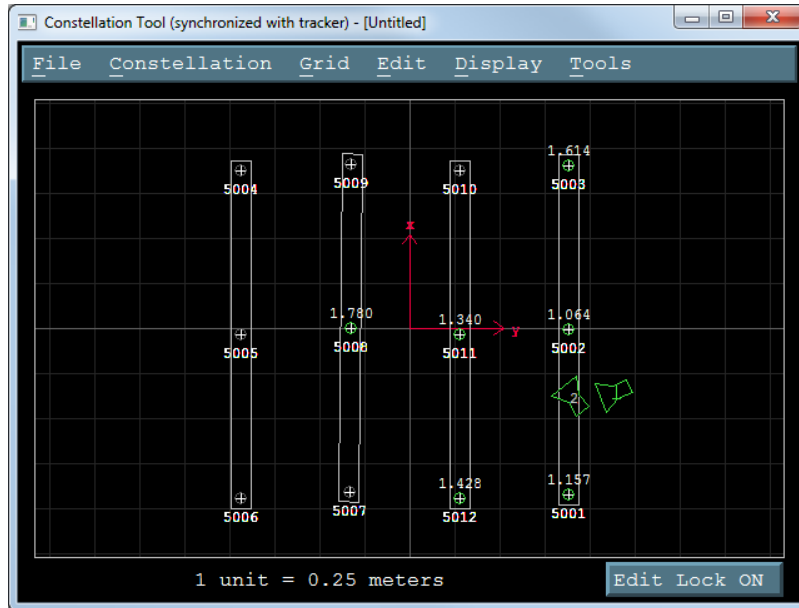 Constellation Tool (synchronized with tracker) - [Untitled]
File Constellation Grid Edit Display Tools
1.614
5004 5009 5010 5003
x
1.780 1.340 1.064
y
5005 5008 5011 5002
2 1
1.428 1.157
5006 5007 5012 5001
1 unit = 0.25 meters
Edit Lock ON